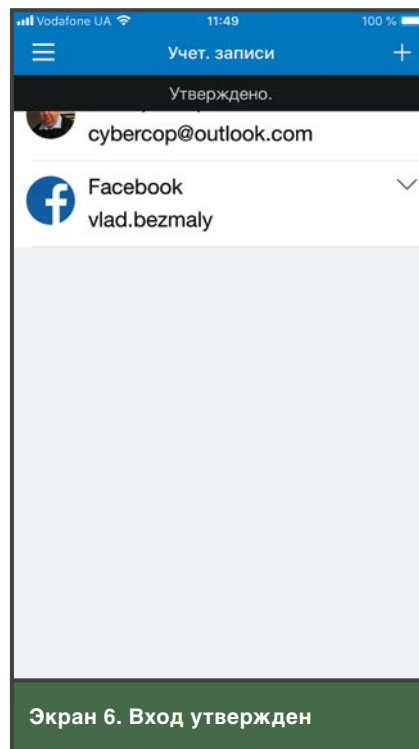 Vodafone UA 11:49 100 %
Учет. записи
Утверждено.
cybercop@outlook.com
Facebook
vlad.bezmaly
Экран 6. Вход утвержден